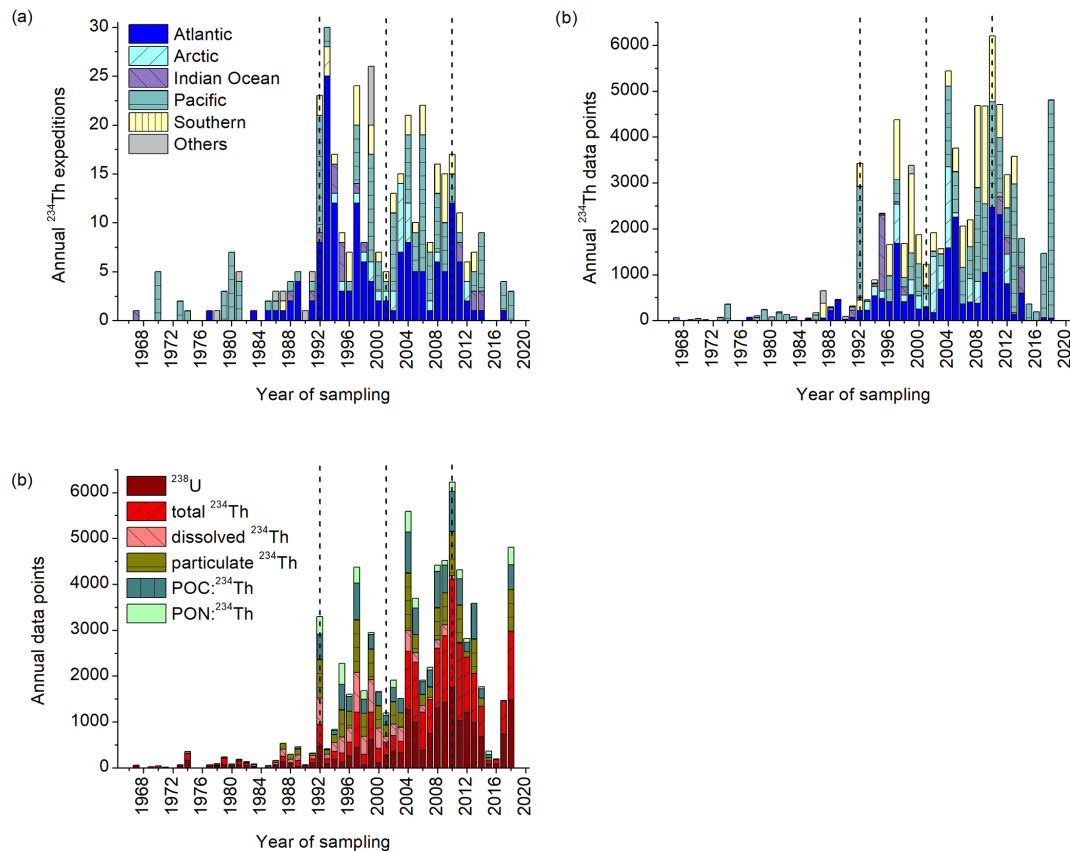 (a)
Atlantic
Arctic
Indian Ocean
Pacific
Southern
Others
Annual ²³⁴Th expeditions
30
25
20
15
10
5
0
1968 1972 1976 1980 1984 1988 1992 1996 2000 2004 2008 2012 2016 2020
Year of sampling
(b)
Annual ²³⁴Th data points
6000
5000
4000
3000
2000
1000
0
1968 1972 1976 1980 1984 1988 1992 1996 2000 2004 2008 2012 2016 2020
Year of sampling
(b)
²³⁸U
total ²³⁴Th
dissolved ²³⁴Th
particulate ²³⁴Th
POC:²³⁴Th
PON:²³⁴Th
Annual data points
6000
5000
4000
3000
2000
1000
0
1968 1972 1976 1980 1984 1988 1992 1996 2000 2004 2008 2012 2016 2020
Year of sampling